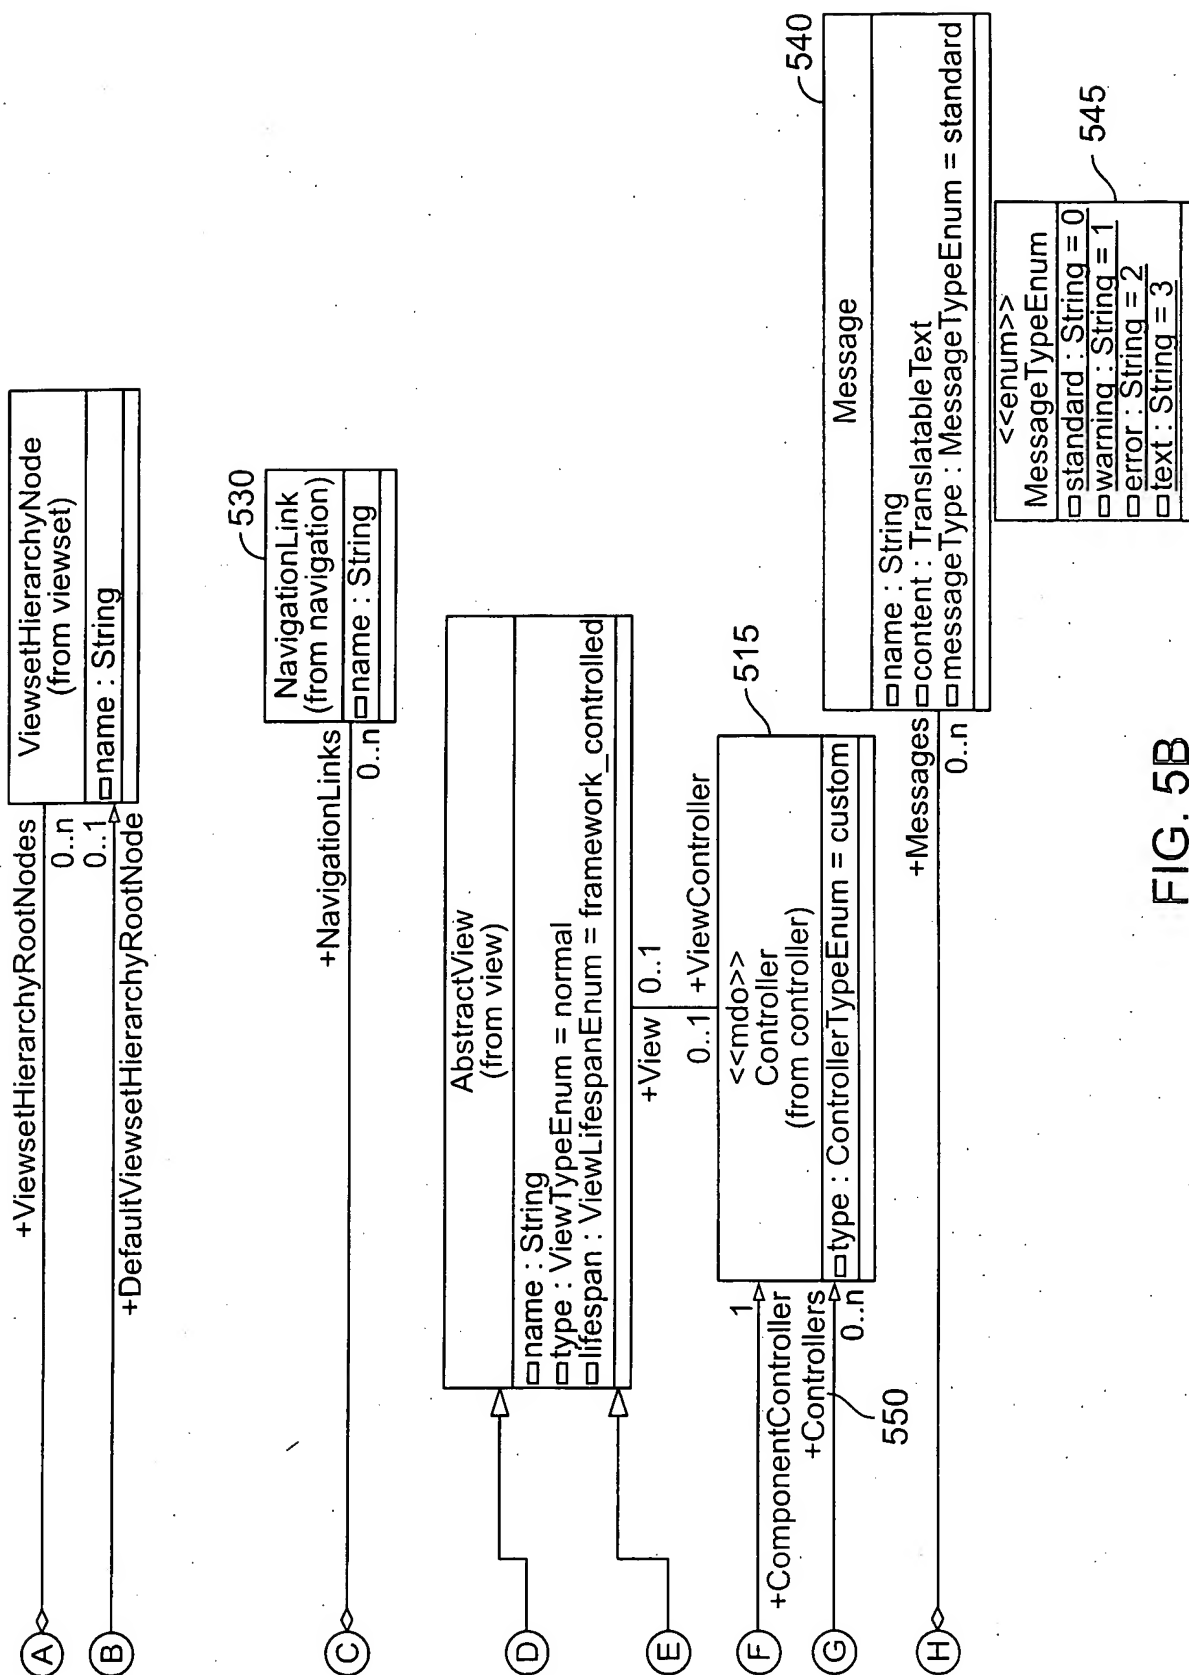 A
+ViewsetHierarchyRootNodes
0..n
B
+DefaultViewsetHierarchyRootNode
0..1
ViewsetHierarchyNode
(from viewset)
name : String
C
+NavigationLinks
0..n
530
NavigationLink
(from navigation)
name : String
D
E
AbstractView
(from view)
name : String
type : ViewTypeEnum = normal
lifespan : ViewLifespanEnum = framework_controlled
+View
0..1
0..1
+ViewController
515
<<mdo>>
Controller
(from controller)
type : ControllerTypeEnum = custom
F
1
+ComponentController
G
+Controllers
0..n
550
H
+Messages
0..n
540
Message
name : String
content : TranslatableText
messageType : MessageTypeEnum = standard
545
<<enum>>
MessageTypeEnum
standard : String = 0
warning : String = 1
error : String = 2
text : String = 3
FIG. 5B